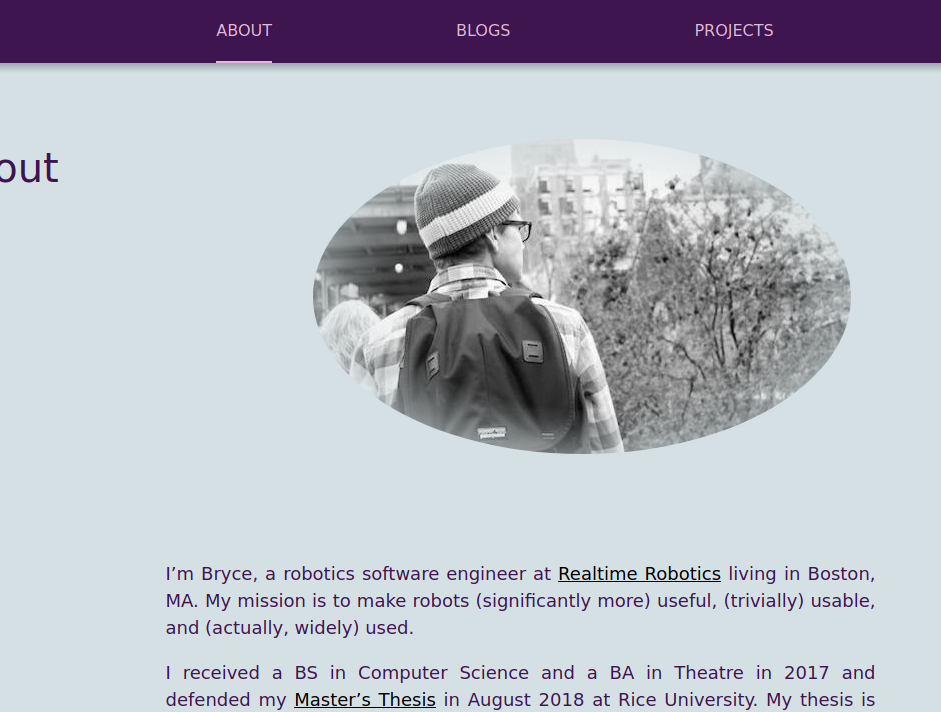 ABOUT BLOGS PROJECTS
out
I’m Bryce, a robotics software engineer at Realtime Robotics living in Boston,
MA. My mission is to make robots (significantly more) useful, (trivially) usable,
and (actually, widely) used.
I received a BS in Computer Science and a BA in Theatre in 2017 and
defended my Master’s Thesis in August 2018 at Rice University. My thesis is